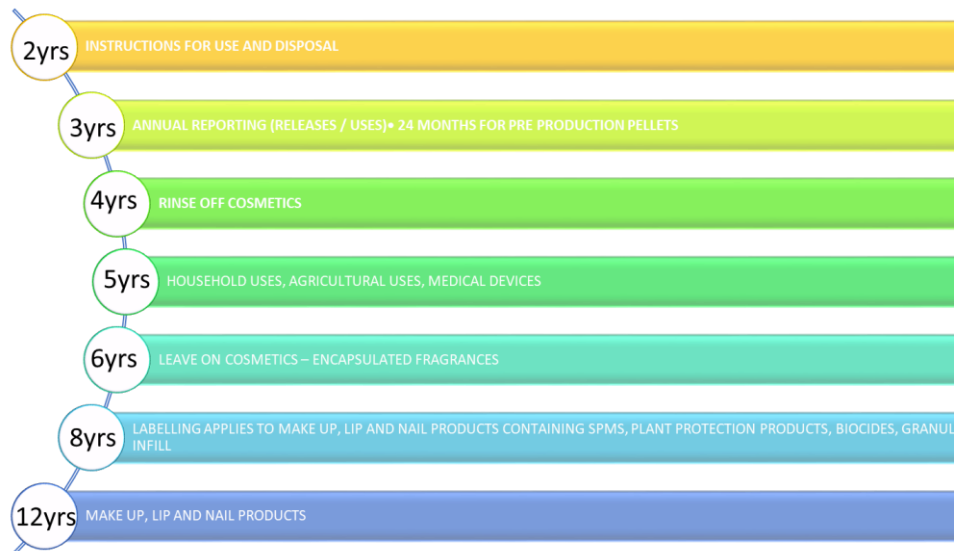 2yrs INSTRUCTIONS FOR USE AND DISPOSAL
3yrs ANNUAL REPORTING (RELEASES / USES)• 24 MONTHS FOR PRE PRODUCTION PELLETS
4yrs RINSE OFF COSMETICS
5yrs HOUSEHOLD USES, AGRICULTURAL USES, MEDICAL DEVICES
6yrs LEAVE ON COSMETICS – ENCAPSULATED FRAGRANCES
8yrs LABELLING APPLIES TO MAKE UP, LIP AND NAIL PRODUCTS CONTAINING SPMS, PLANT PROTECTION PRODUCTS, BIOCIDES, GRANUL
INFILL
12yrs MAKE UP, LIP AND NAIL PRODUCTS